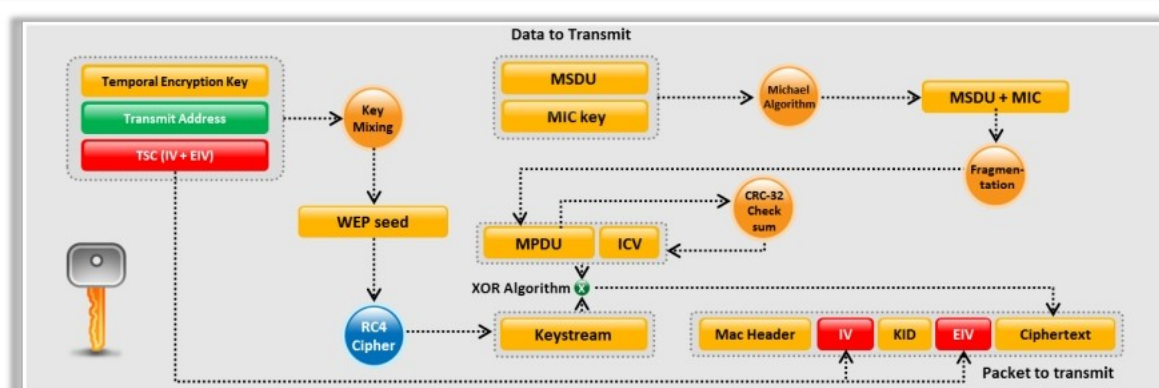 Data to Transmit
Temporal Encryption Key
Transmit Address
TSC (IV + EIV)
Key
Mixing
MSDU
MIC key
Michael
Algorithm
MSDU + MIC
Fragmen-
tation
WEP seed
CRC-32
Check
sum
MPDU
ICV
XOR Algorithm
X
RC4
Cipher
Keystream
Mac Header
IV
KID
EIV
Ciphertext
Packet to transmit